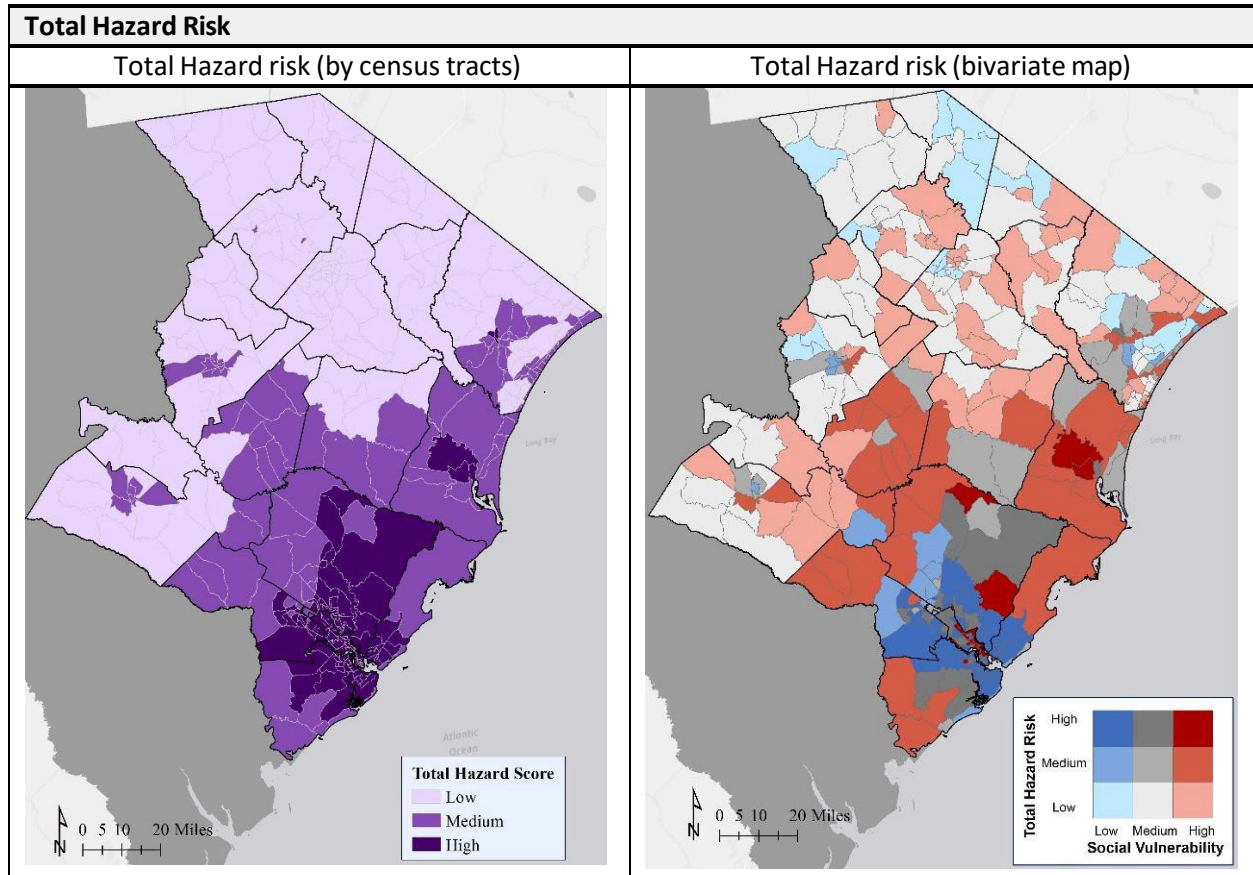 Total Hazard Risk
Total Hazard risk (by census tracts)
Total Hazard risk (bivariate map)
Long Bay
Long Bay
Atlantic
Ocean
Total Hazard Score
Low
Medium
High
N
0 5 10 20 Miles
N
0 5 10 20 Miles
Total Hazard Risk
High
Medium
Low
Low Medium High
Social Vulnerability